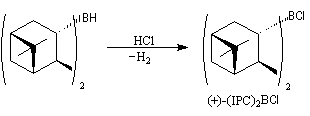 BH
HCl
BCl
−H2
2
2
(+)-(IPC)2BCl